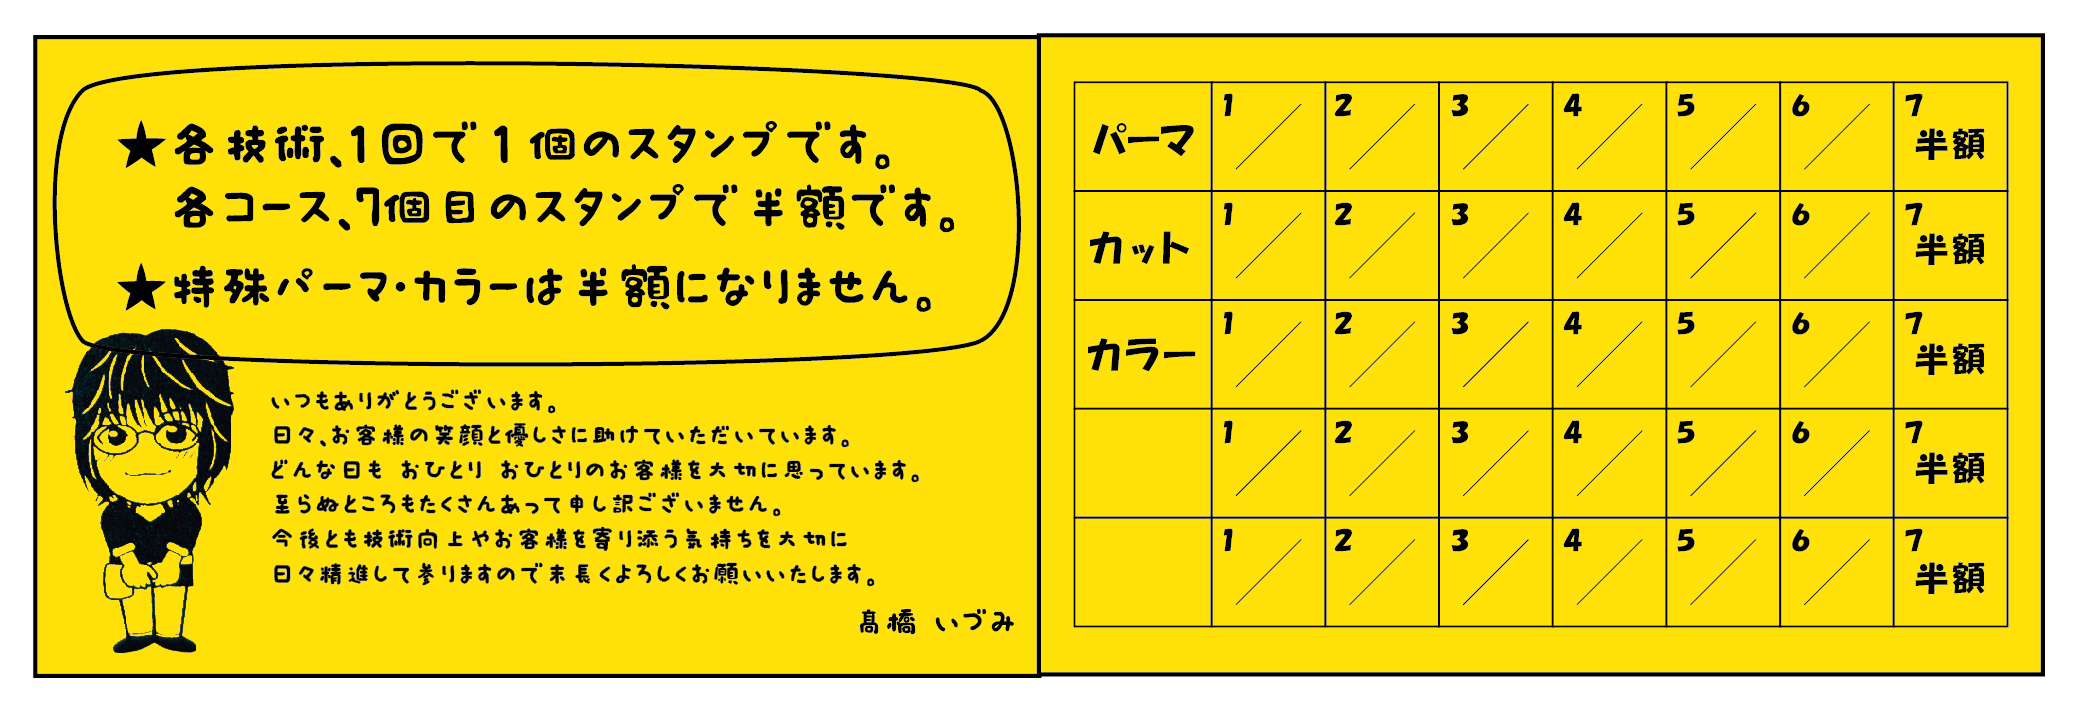 ★各技術、1回で1個のスタンプです。
各コース、7個目のスタンプで半額です。
★特殊パーマ・カラーは半額になりません。
いつもありがとうございます。
日々、お客様の笑顔と優しさに助けていただいています。
どんな日も おひとり おひとりのお客様を大切に思っています。
至らぬところもたくさんあって申し訳ございません。
今後とも技術向上やお客様を寄り添う気持ちを大切に
日々精進して参りますので末長くよろしくお願いいたします。
髙橋 いづみ
パーマ 1 2 3 4 5 6 7 半額
カット 1 2 3 4 5 6 7 半額
カラー 1 2 3 4 5 6 7 半額
1 2 3 4 5 6 7 半額
1 2 3 4 5 6 7 半額